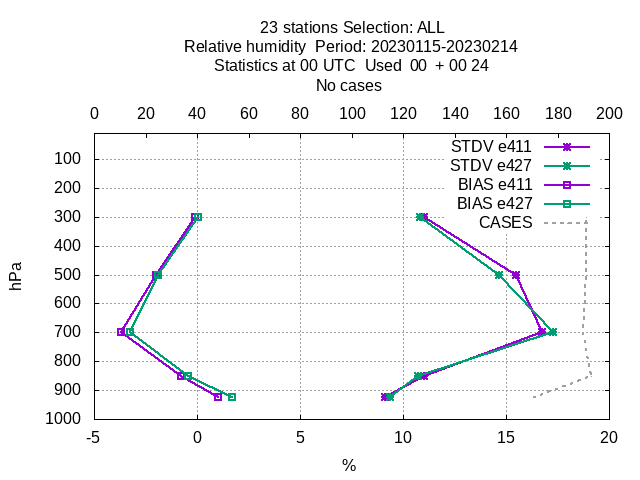 23 stations Selection: ALL
Relative humidity  Period: 20230115-20230214
Statistics at 00 UTC  Used  00  + 00 24
No cases
0 20 40 60 80 100 120 140 160 180 200
STDV e411
STDV e427
BIAS e411
BIAS e427
CASES
100
200
300
400
500
600
700
800
900
1000
hPa
-5 0 5 10 15 20
%